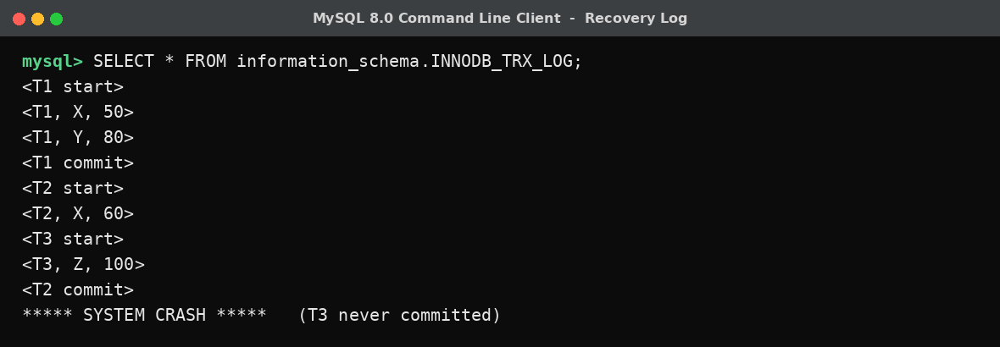 MySQL 8.0 Command Line Client  -  Recovery Log
mysql> SELECT * FROM information_schema.INNODB_TRX_LOG;
<T1 start>
<T1, X, 50>
<T1, Y, 80>
<T1 commit>
<T2 start>
<T2, X, 60>
<T3 start>
<T3, Z, 100>
<T2 commit>
***** SYSTEM CRASH *****   (T3 never committed)